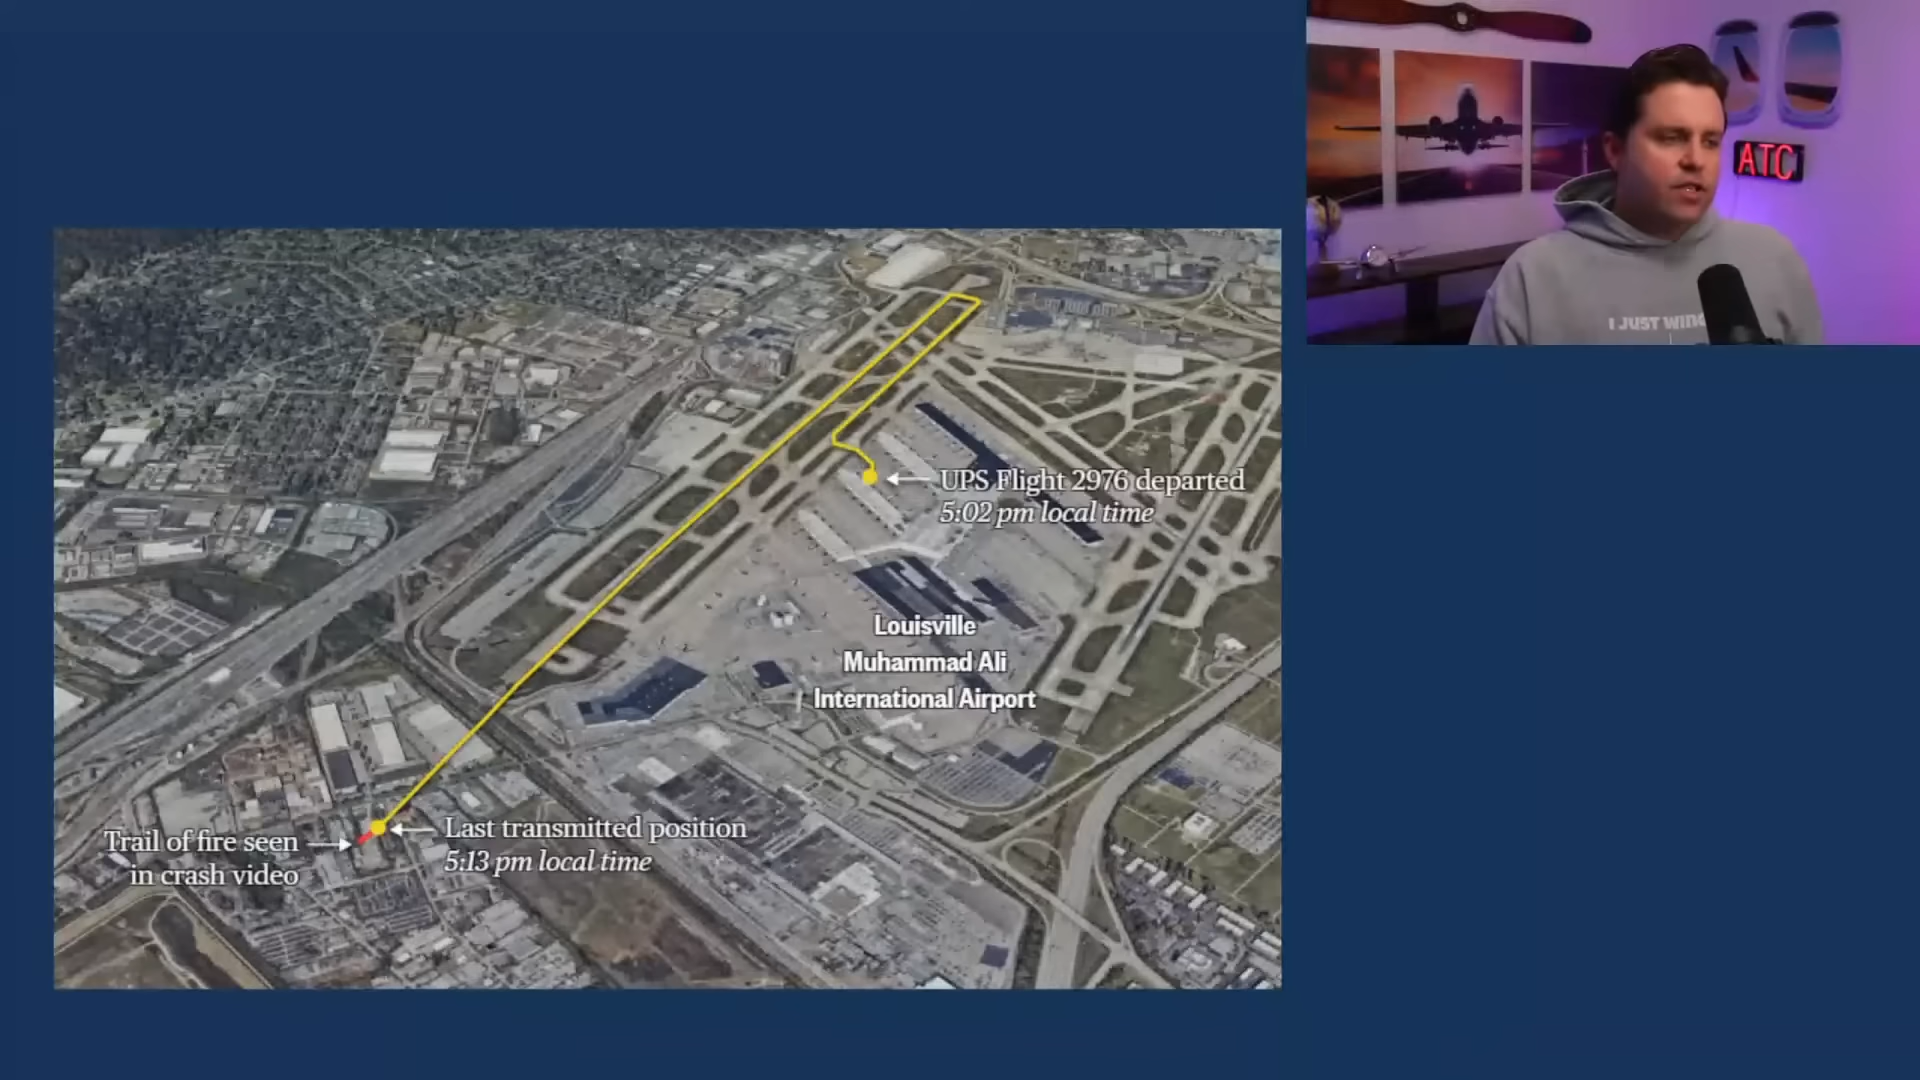 ATC
I JUST WING
UPS Flight 2976 departed
5:02 pm local time
Louisville
Muhammad Ali
International Airport
Last transmitted position
5:13 pm local time
Trail of fire seen
in crash video